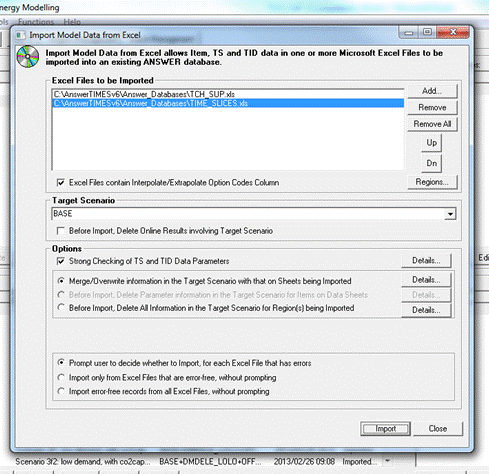 nergy Modelling
ols Functions Help
Import Model Data from Excel
Import Model Data from Excel allows Item, TS and TID data in one or more Microsoft Excel Files to be
imported into an existing ANSWER database.
Excel Files to be Imported
C:\AnswerTIMESv6\Answer_Databases\TCH_SUP.xls
C:\AnswerTIMESv6\Answer_Databases\TIME_SLICES.xls
Add...
Remove
Remove All
Up
Dn
Excel Files contain Interpolate/Extrapolate Option Codes Column
Regions...
Target Scenario
BASE
Before Import, Delete Online Results involving Target Scenario
Options
Strong Checking of TS and TID Data Parameters
Details...
Merge/Overwrite information in the Target Scenario with that on Sheets being Imported
Details...
Before Import, Delete Parameter information in the Target Scenario for Items on Data Sheets
Details...
Before Import, Delete All Information in the Target Scenario for Region(s) being Imported
Details...
Prompt user to decide whether to Import, for each Excel File that has errors
Import only from Excel Files that are error-free, without prompting
Import error-free records from all Excel Files, without prompting
Import
Close
Edi
Scenario 3f2: low demand, with co2cap... BASE+DMDELE_LOLO+OFF... 2013/02/26 09:08 Imported...